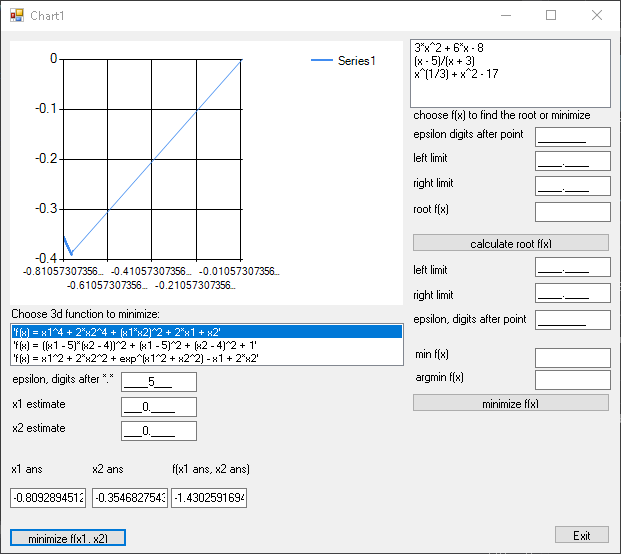 Chart1
0
-0.1
-0.2
-0.3
-0.4
-0.81057307356... -0.41057307356... -0.01057307356...
-0.61057307356... -0.21057307356...
Series1
Choose 3d function to minimize:
'f(x) = x1^4 + 2*x2^4 + (x1*x2)^2 + 2*x1 + x2'
'f(x) = ((x1 - 5)*(x2 - 4))^2 + (x1 - 5)^2 + (x2 - 4)^2 + 1'
'f(x) = x1^2 + 2*x2^2 + exp^(x1^2 + x2^2) - x1 + 2*x2'
epsilon, digits after *.* ____5___
x1 estimate ___0.____
x2 estimate ___0.____
x1 ans x2 ans f(x1 ans, x2 ans)
-0.8092894512 -0.3546827543 -1.4302591694
minimize f(x1, x2)
3*x^2 + 6*x - 8
(x - 5)/(x + 3)
x^(1/3) + x^2 - 17
choose f(x) to find the root or minimize
epsilon digits after point ________
left limit ____.____
right limit ____.____
root f(x)
calculate root f(x)
left limit ____.____
right limit ____.____
epsilon, digits after point ________
min f(x)
argmin f(x)
minimize f(x)
Exit